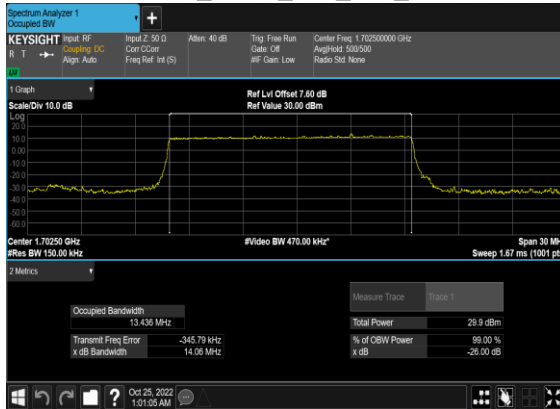 Spectrum Analyzer 1
Occupied BW
KEYSIGHT Input: RF Input Z: 50 Ω Atten: 40 dB Trig: Free Run Center Freq: 1.702500000 GHz
R T Coupling: DC Corr CCorr Gate: Off Avg|Hold: 500/500
Align: Auto Freq Ref: Int (S) #IF Gain: Low Radio Std: None
LW
1 Graph
Ref Lvl Offset 7.60 dB
Scale/Div 10.0 dB Ref Value 30.00 dBm
Log
20.0
10.0
0.00
-10.0
-20.0
-30.0
-40.0
-50.0
-60.0
Center 1.70250 GHz #Video BW 470.00 kHz* Span 30 MH
#Res BW 150.00 kHz Sweep 1.67 ms (1001 pt
2 Metrics
Measure Trace Trace 1
Occupied Bandwidth
13.436 MHz
Total Power 29.9 dBm
Transmit Freq Error -345.79 kHz % of OBW Power 99.00 %
x dB Bandwidth 14.06 MHz x dB -26.00 dB
? Oct 25, 2022
1:01:05 AM